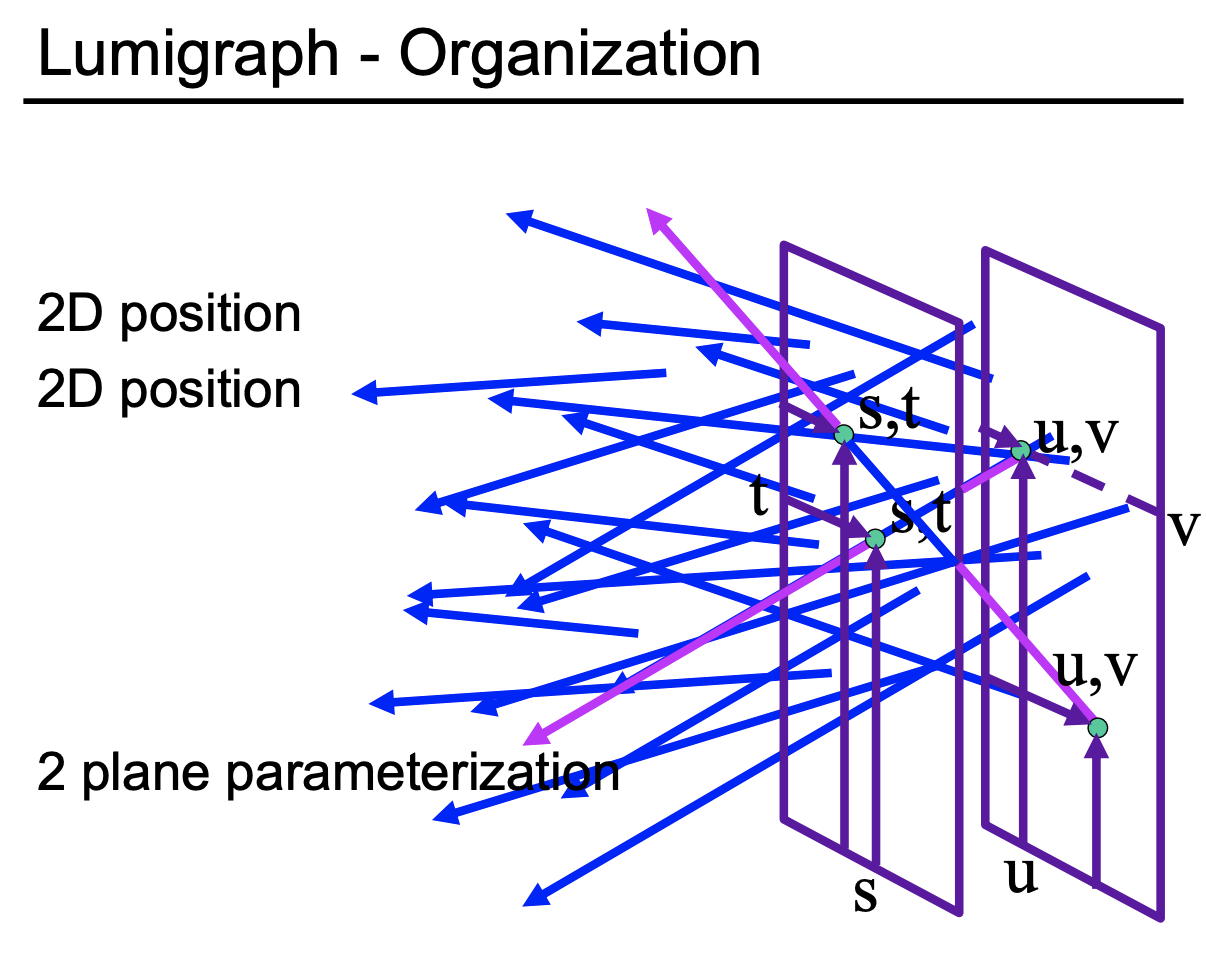 Lumigraph - Organization
2D position
2D position
s,t
u,v
t
s,t
v
u,v
2 plane parameterization
s
u